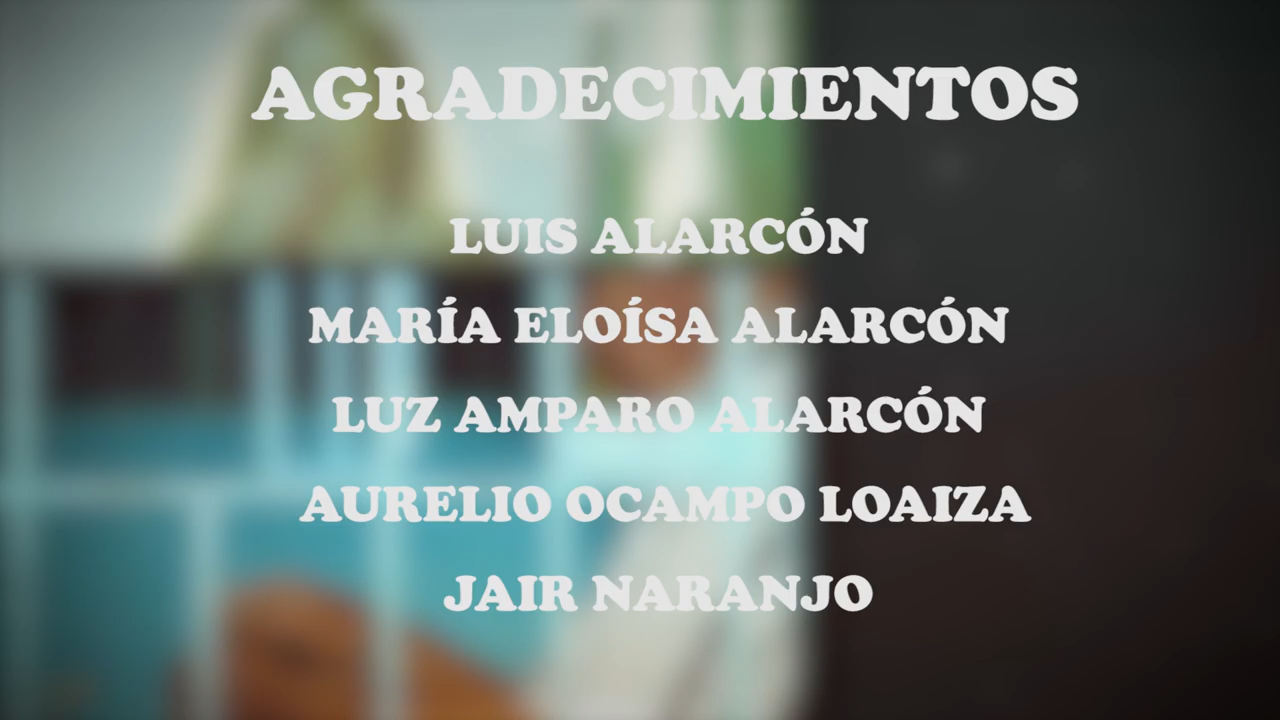 AGRADECIMIENTOS
LUIS ALARCÓN
MARÍA ELOÍSA ALARCÓN
LUZ AMPARO ALARCÓN
AURELIO OCAMPO LOAIZA
JAIR NARANJO